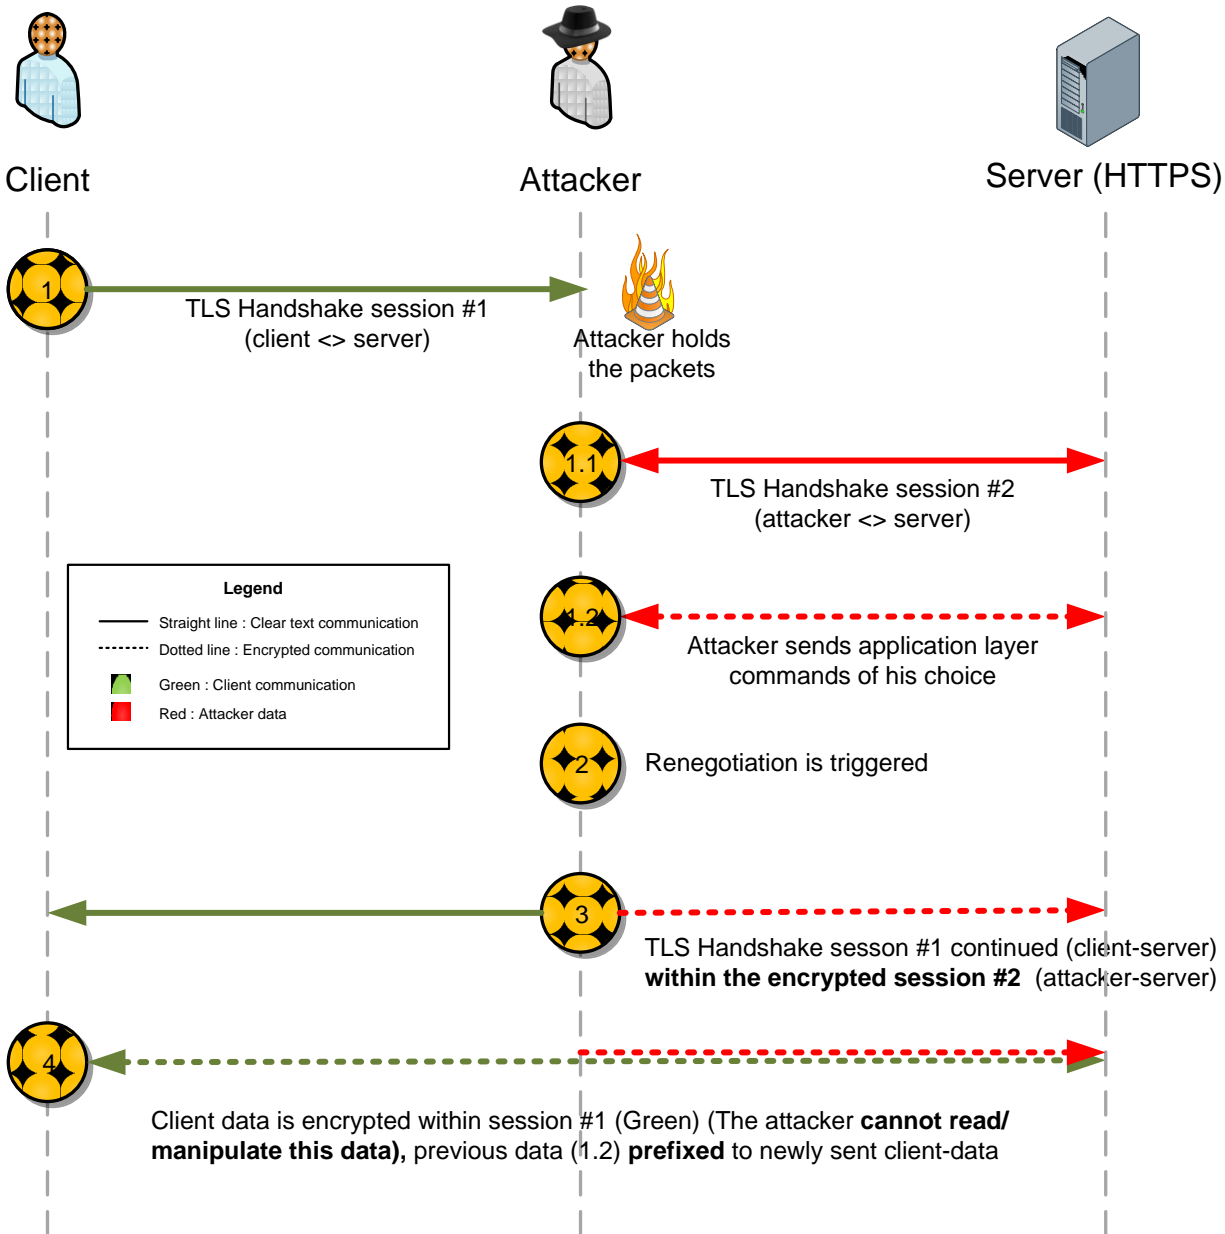 Client
Attacker
Server (HTTPS)
1
TLS Handshake session #1
(client <> server)
Attacker holds
the packets
1.1
TLS Handshake session #2
(attacker <> server)
Legend
Straight line : Clear text communication
Dotted line : Encrypted communication
Green : Client communication
Red : Attacker data
1.2
Attacker sends application layer
commands of his choice
2
Renegotiation is triggered
3
TLS Handshake sesson #1 continued (client-server)
within the encrypted session #2 (attacker-server)
4
Client data is encrypted within session #1 (Green) (The attacker cannot read/
manipulate this data), previous data (1.2) prefixed to newly sent client-data